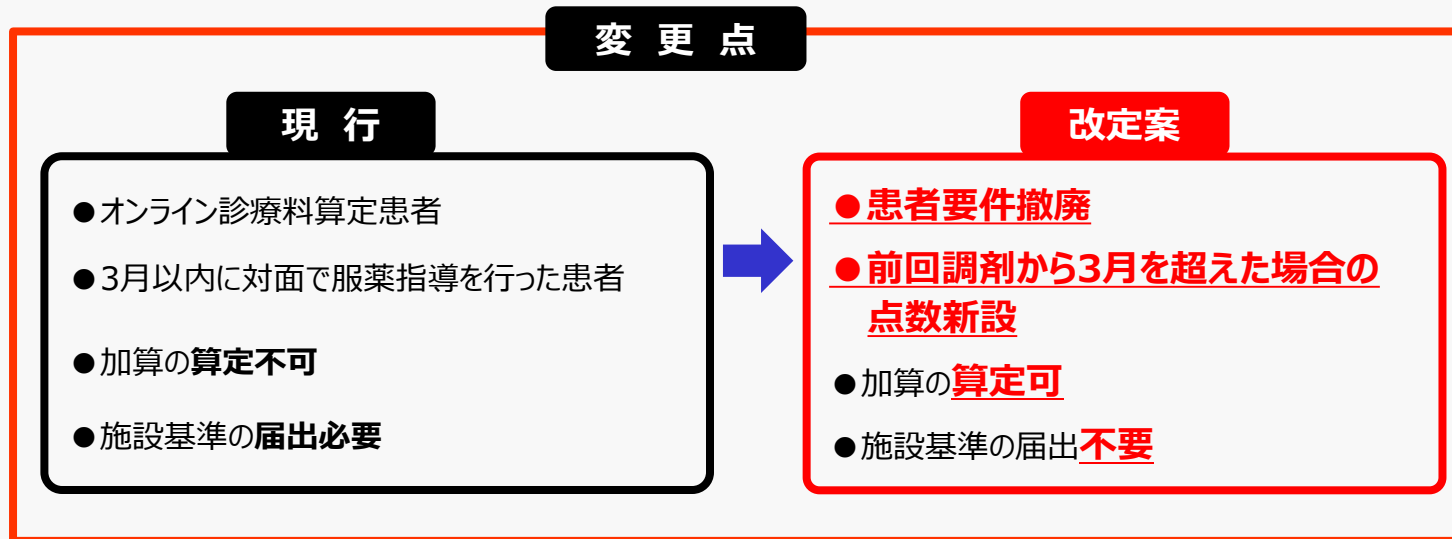 変 更 点
現 行
●オンライン診療料算定患者
●3月以内に対面で服薬指導を行った患者
●加算の算定不可
●施設基準の届出必要
改定案
●患者要件撤廃
●前回調剤から3月を超えた場合の
点数新設
●加算の算定可
●施設基準の届出不要